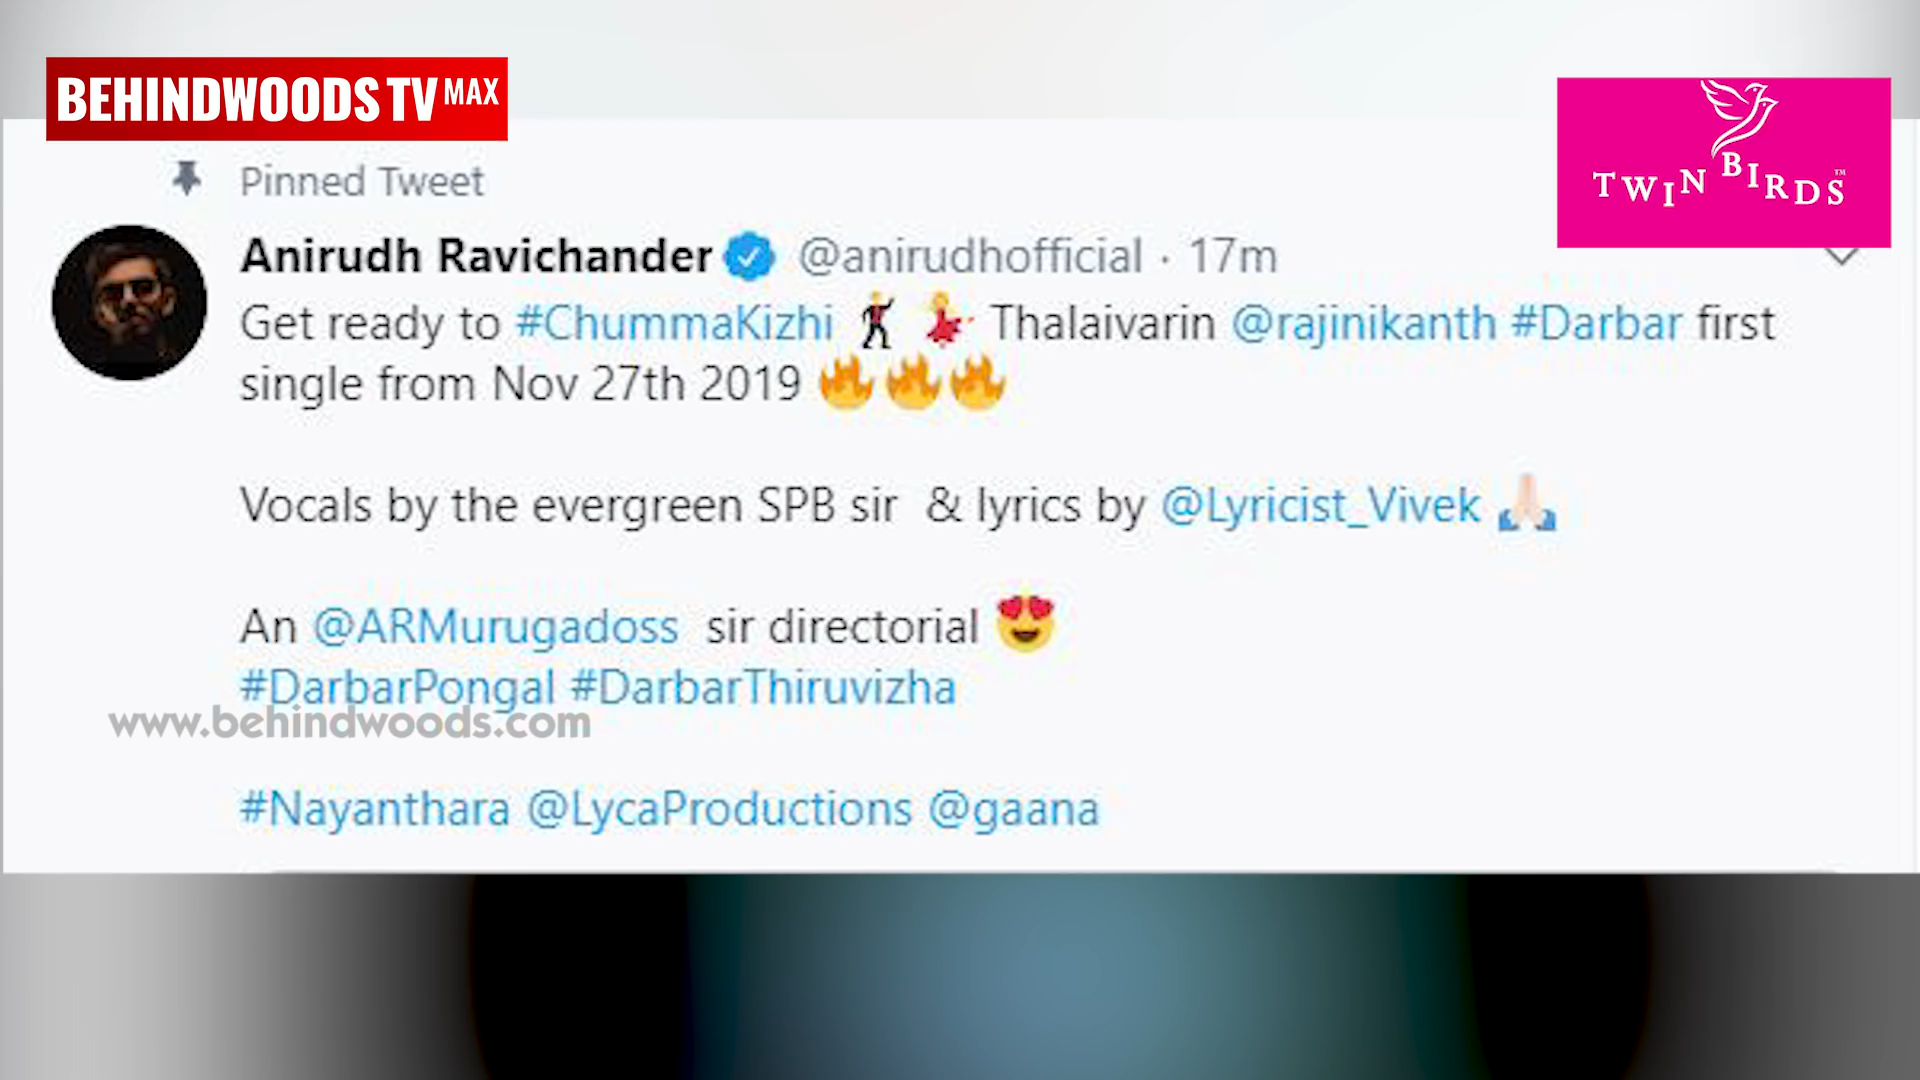 BEHINDWOODS TV MAX
TWIN BIRDS™
Pinned Tweet
Anirudh Ravichander @anirudhofficial · 17m
Get ready to #ChummaKizhi 🕺 💃 Thalaivarin @rajinikanth #Darbar first
single from Nov 27th 2019 🔥🔥🔥
Vocals by the evergreen SPB sir & lyrics by @Lyricist_Vivek 🙏🏻
An @ARMurugadoss sir directorial 😍
#DarbarPongal #DarbarThiruvizha
www.behindwoods.com
#Nayanthara @LycaProductions @gaana